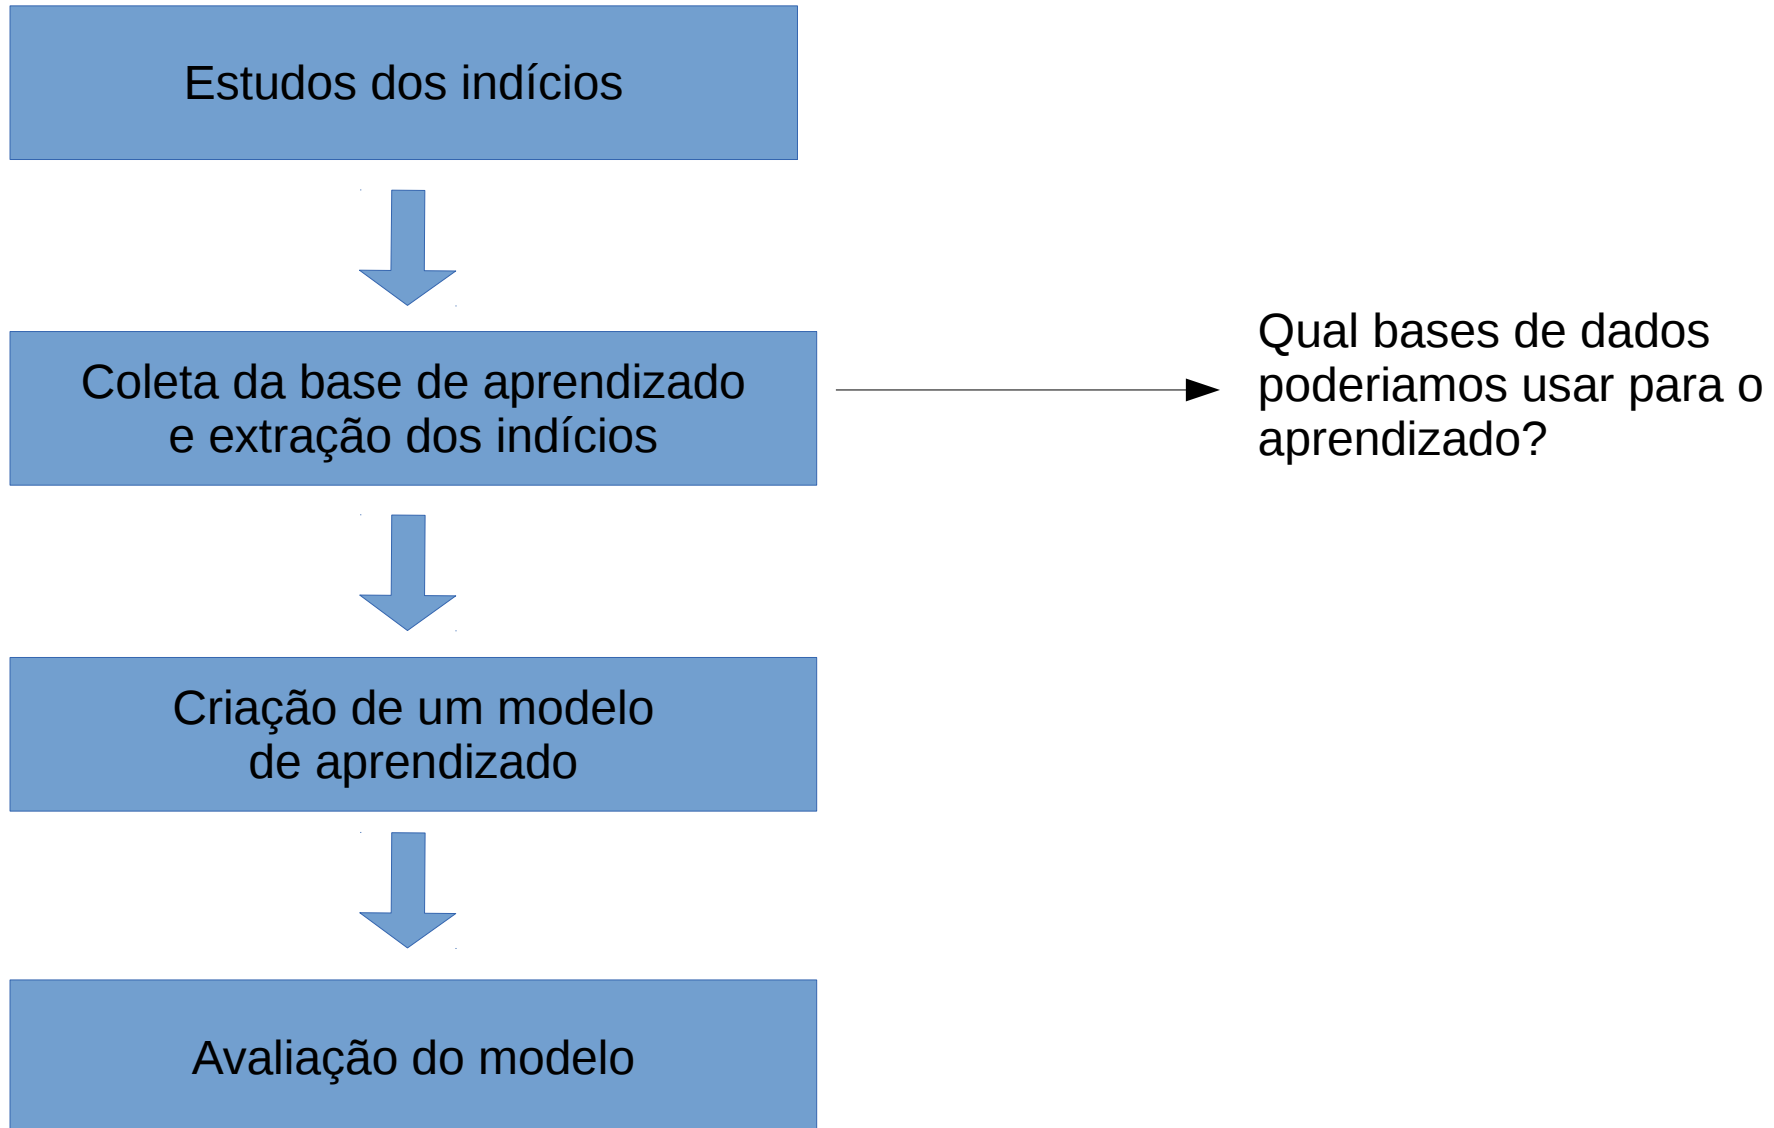 Estudos dos indícios
Coleta da base de aprendizado
e extração dos indícios
Qual bases de dados
poderiamos usar para o
aprendizado?
Criação de um modelo
de aprendizado
Avaliação do modelo